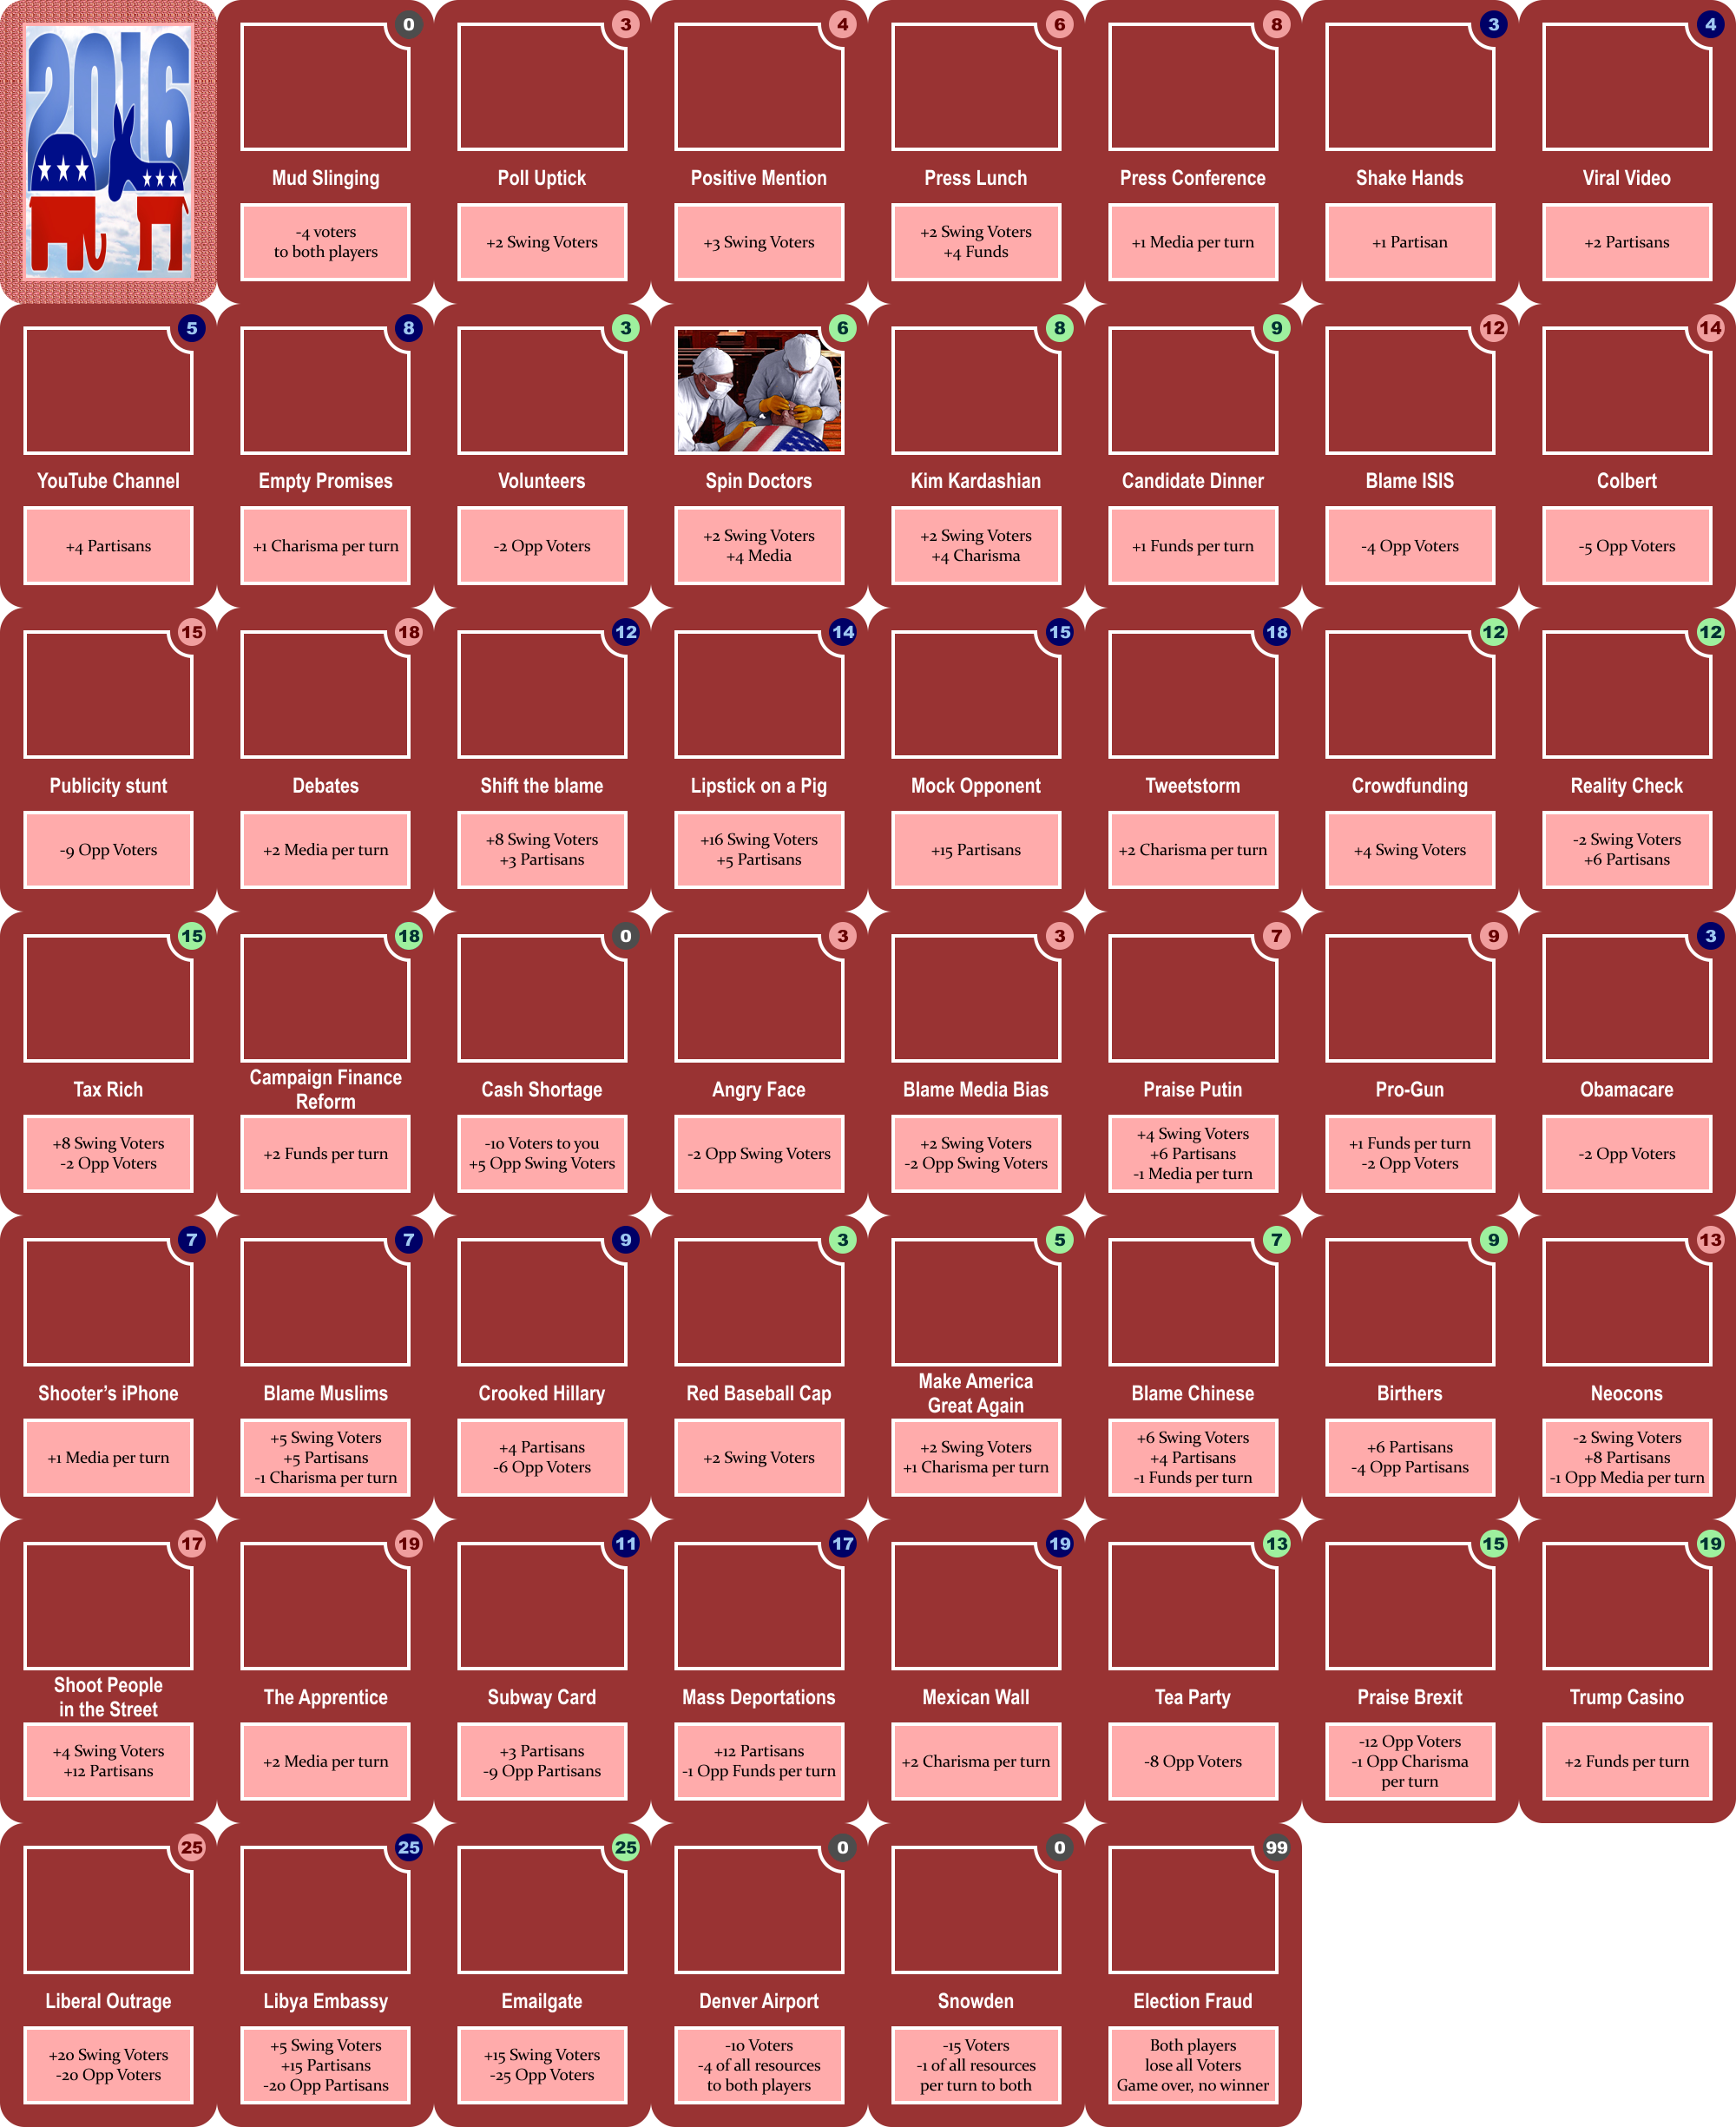 2016
0
Mud Slinging
-4 voters
to both players
3
Poll Uptick
+2 Swing Voters
4
Positive Mention
+3 Swing Voters
6
Press Lunch
+2 Swing Voters
+4 Funds
8
Press Conference
+1 Media per turn
3
Shake Hands
+1 Partisan
4
Viral Video
+2 Partisans
5
YouTube Channel
+4 Partisans
8
Empty Promises
+1 Charisma per turn
3
Volunteers
-2 Opp Voters
6
Spin Doctors
+2 Swing Voters
+4 Media
8
Kim Kardashian
+2 Swing Voters
+4 Charisma
9
Candidate Dinner
+1 Funds per turn
12
Blame ISIS
-4 Opp Voters
14
Colbert
-5 Opp Voters
15
Publicity stunt
-9 Opp Voters
18
Debates
+2 Media per turn
12
Shift the blame
+8 Swing Voters
+3 Partisans
14
Lipstick on a Pig
+16 Swing Voters
+5 Partisans
15
Mock Opponent
+15 Partisans
18
Tweetstorm
+2 Charisma per turn
12
Crowdfunding
+4 Swing Voters
12
Reality Check
-2 Swing Voters
+6 Partisans
15
Tax Rich
+8 Swing Voters
-2 Opp Voters
18
Campaign Finance
Reform
+2 Funds per turn
0
Cash Shortage
-10 Voters to you
+5 Opp Swing Voters
3
Angry Face
-2 Opp Swing Voters
3
Blame Media Bias
+2 Swing Voters
-2 Opp Swing Voters
7
Praise Putin
+4 Swing Voters
+6 Partisans
-1 Media per turn
9
Pro-Gun
+1 Funds per turn
-2 Opp Voters
3
Obamacare
-2 Opp Voters
7
Shooter’s iPhone
+1 Media per turn
7
Blame Muslims
+5 Swing Voters
+5 Partisans
-1 Charisma per turn
9
Crooked Hillary
+4 Partisans
-6 Opp Voters
3
Red Baseball Cap
+2 Swing Voters
5
Make America
Great Again
+2 Swing Voters
+1 Charisma per turn
7
Blame Chinese
+6 Swing Voters
+4 Partisans
-1 Funds per turn
9
Birthers
+6 Partisans
-4 Opp Partisans
13
Neocons
-2 Swing Voters
+8 Partisans
-1 Opp Media per turn
17
Shoot People
in the Street
+4 Swing Voters
+12 Partisans
19
The Apprentice
+2 Media per turn
11
Subway Card
+3 Partisans
-9 Opp Partisans
17
Mass Deportations
+12 Partisans
-1 Opp Funds per turn
19
Mexican Wall
+2 Charisma per turn
13
Tea Party
-8 Opp Voters
15
Praise Brexit
-12 Opp Voters
-1 Opp Charisma
per turn
19
Trump Casino
+2 Funds per turn
25
Liberal Outrage
+20 Swing Voters
-20 Opp Voters
25
Libya Embassy
+5 Swing Voters
+15 Partisans
-20 Opp Partisans
25
Emailgate
+15 Swing Voters
-25 Opp Voters
0
Denver Airport
-10 Voters
-4 of all resources
to both players
0
Snowden
-15 Voters
-1 of all resources
per turn to both
99
Election Fraud
Both players
lose all Voters
Game over, no winner